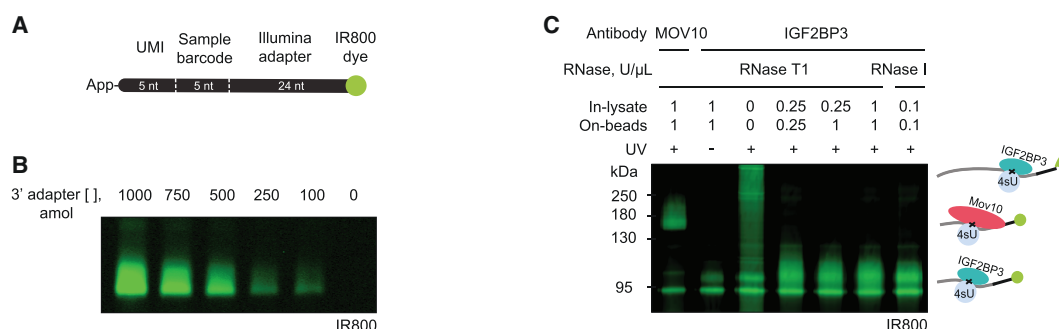 A
UMI
Sample barcode
Illumina adapter
IR800 dye
App-
5 nt
5 nt
24 nt
B
3' adapter [ ], amol
1000 750 500 250 100 0
IR800
C
Antibody MOV10 IGF2BP3
RNase, U/µL RNase T1 RNase I
In-lysate 1 1 0 0.25 0.25 1 0.1
On-beads 1 1 0 0.25 1 1 0.1
UV + - + + + + +
kDa
250
180
130
95
IR800
IGF2BP3
4sU
Mov10
4sU
IGF2BP3
4sU